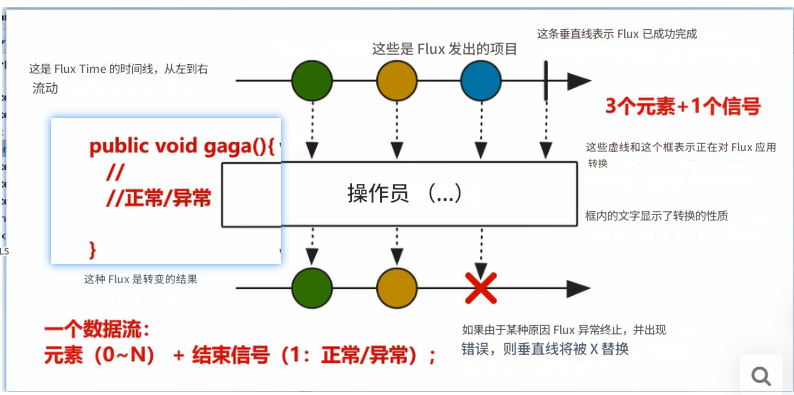 这条垂直线表示 Flux 已成功完成
这些是 Flux 发出的项目
这是 Flux Time 的时间线，从左到右
流动
3个元素+1个信号
public void gaga(){
//
//正常/异常
}
这些虚线和这个框表示正在对 Flux 应用
转换
操作员 （...）
框内的文字显示了转换的性质
LS
这种 Flux 是转变的结果
一个数据流：
元素（0~N） + 结束信号（1：正常/异常）;
如果由于某种原因 Flux 异常终止，并出现
错误，则垂直线将被 X 替换